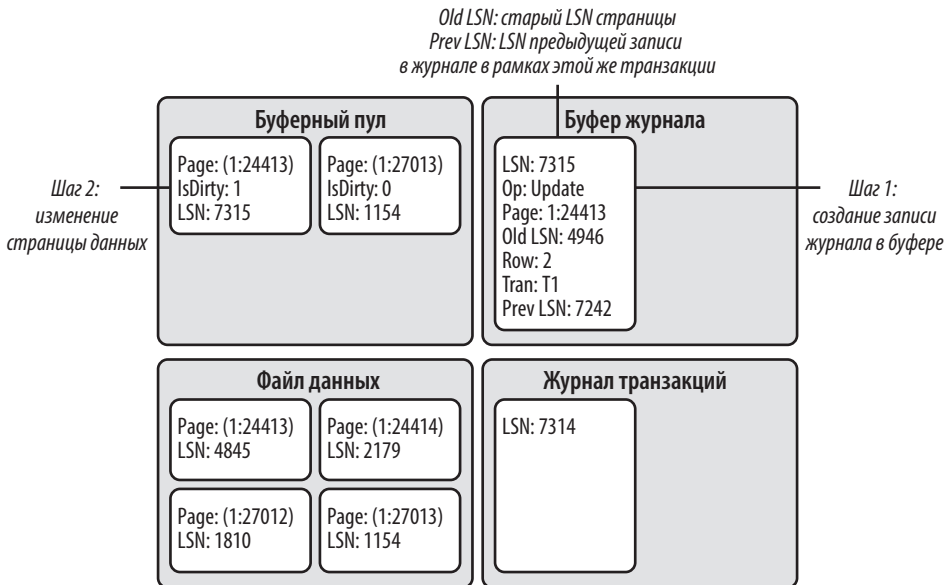 Old LSN: старый LSN страницы
Prev LSN: LSN предыдущей записи
в журнале в рамках этой же транзакции
Буферный пул
Page: (1:24413)
IsDirty: 1
LSN: 7315
Page: (1:27013)
IsDirty: 0
LSN: 1154
Шаг 2:
изменение
страницы данных
Буфер журнала
LSN: 7315
Op: Update
Page: 1:24413
Old LSN: 4946
Row: 2
Tran: T1
Prev LSN: 7242
Шаг 1:
создание записи
журнала в буфере
Файл данных
Page: (1:24413)
LSN: 4845
Page: (1:24414)
LSN: 2179
Page: (1:27012)
LSN: 1810
Page: (1:27013)
LSN: 1154
Журнал транзакций
LSN: 7314